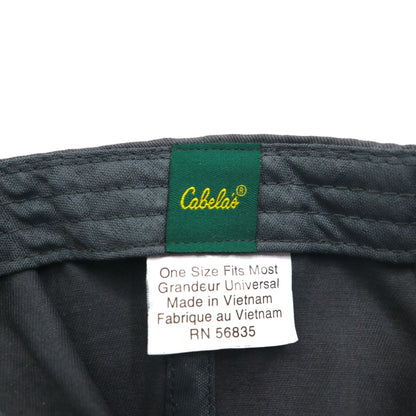 Cabela's®
One Size Fits Most
Grandeur Universal
Made in Vietnam
Fabrique au Vietnam
RN 56835